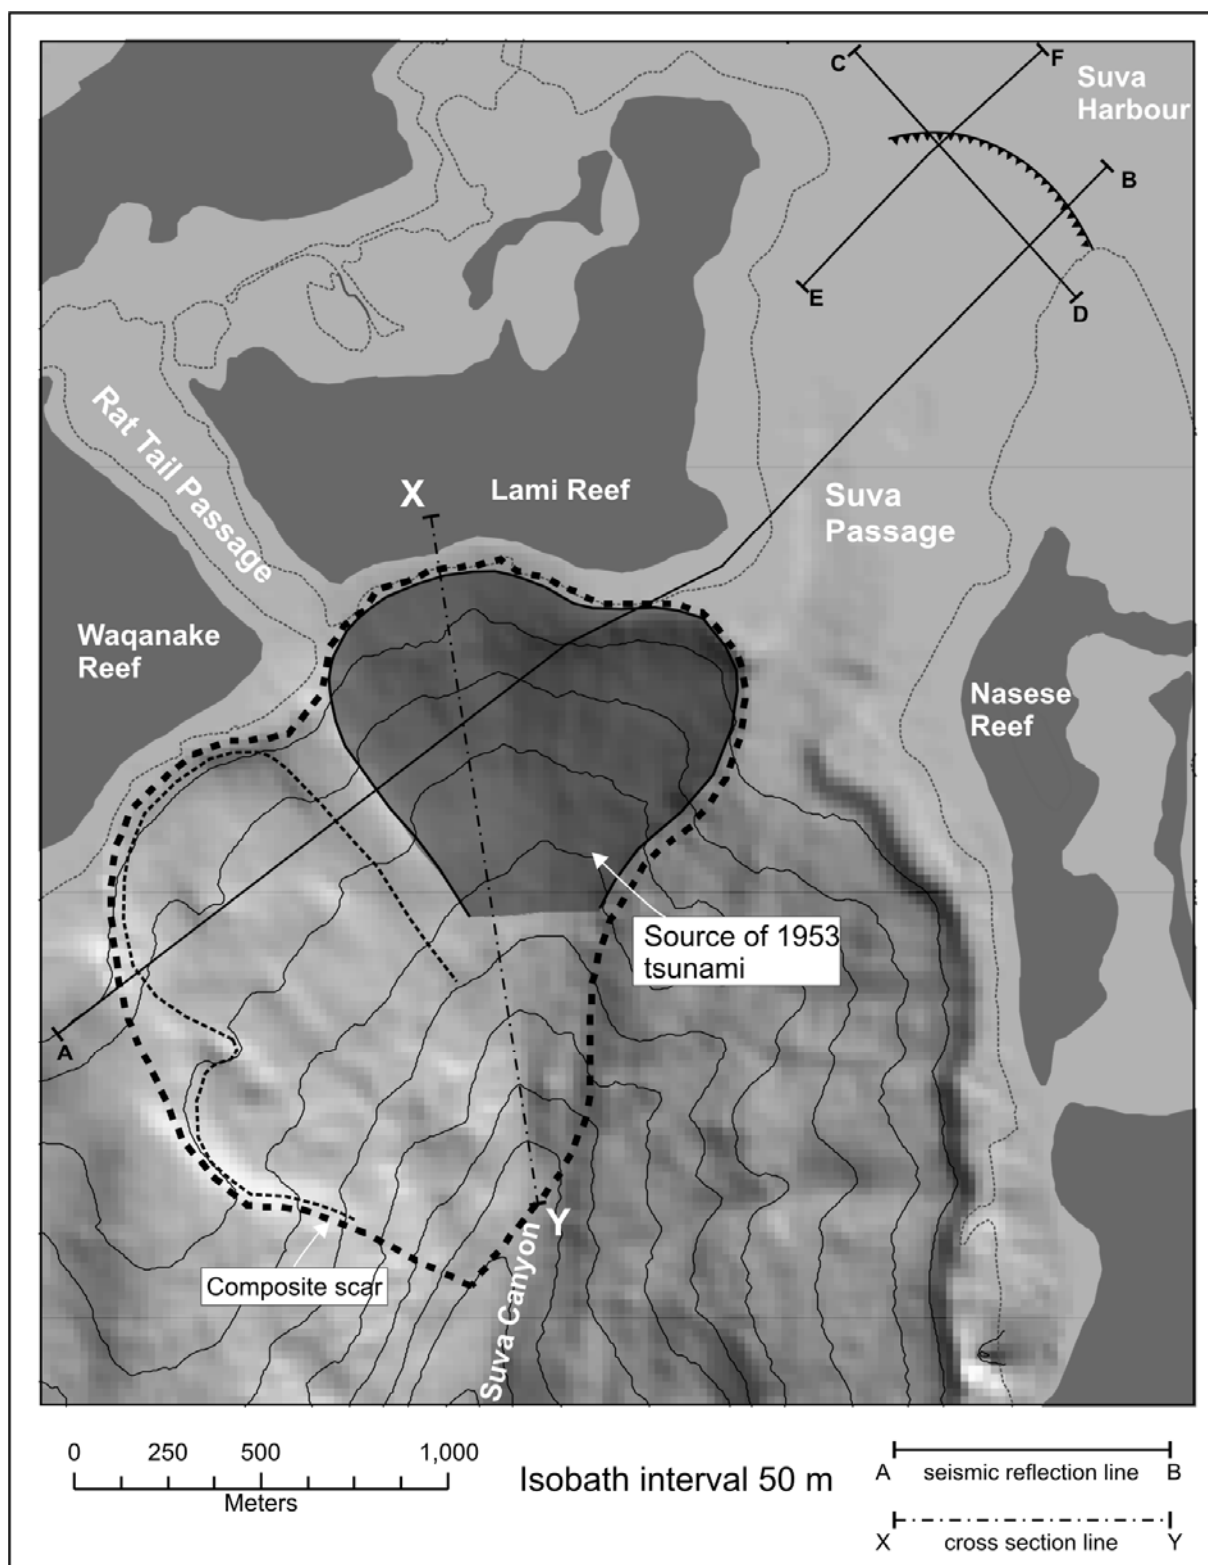 C
F
Suva
Harbour
B
E
D
Rat Tail Passage
X
Lami Reef
Suva
Passage
Waqanake
Reef
Nasese
Reef
Source of 1953
tsunami
A
Y
Composite scar
Suva Canyon
0 250 500 1,000
Meters
Isobath interval 50 m
A seismic reflection line B
X cross section line Y